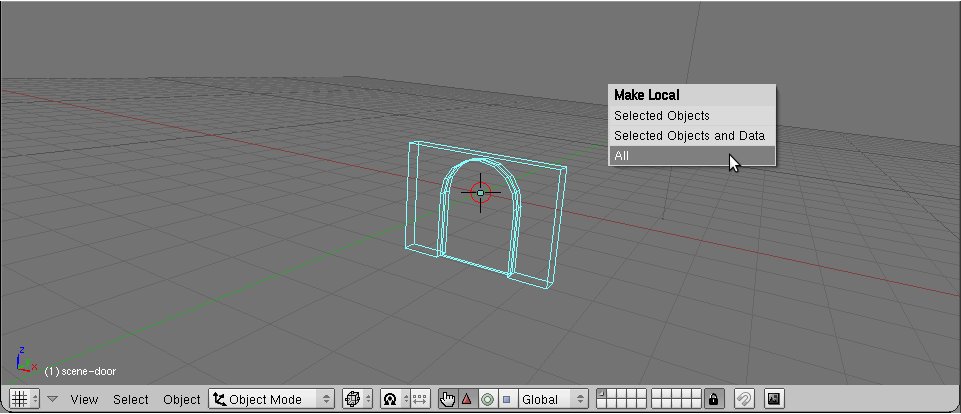 Make Local
Selected Objects
Selected Objects and Data
All
z
x
(1) scene-door
View Select Object Object Mode Global